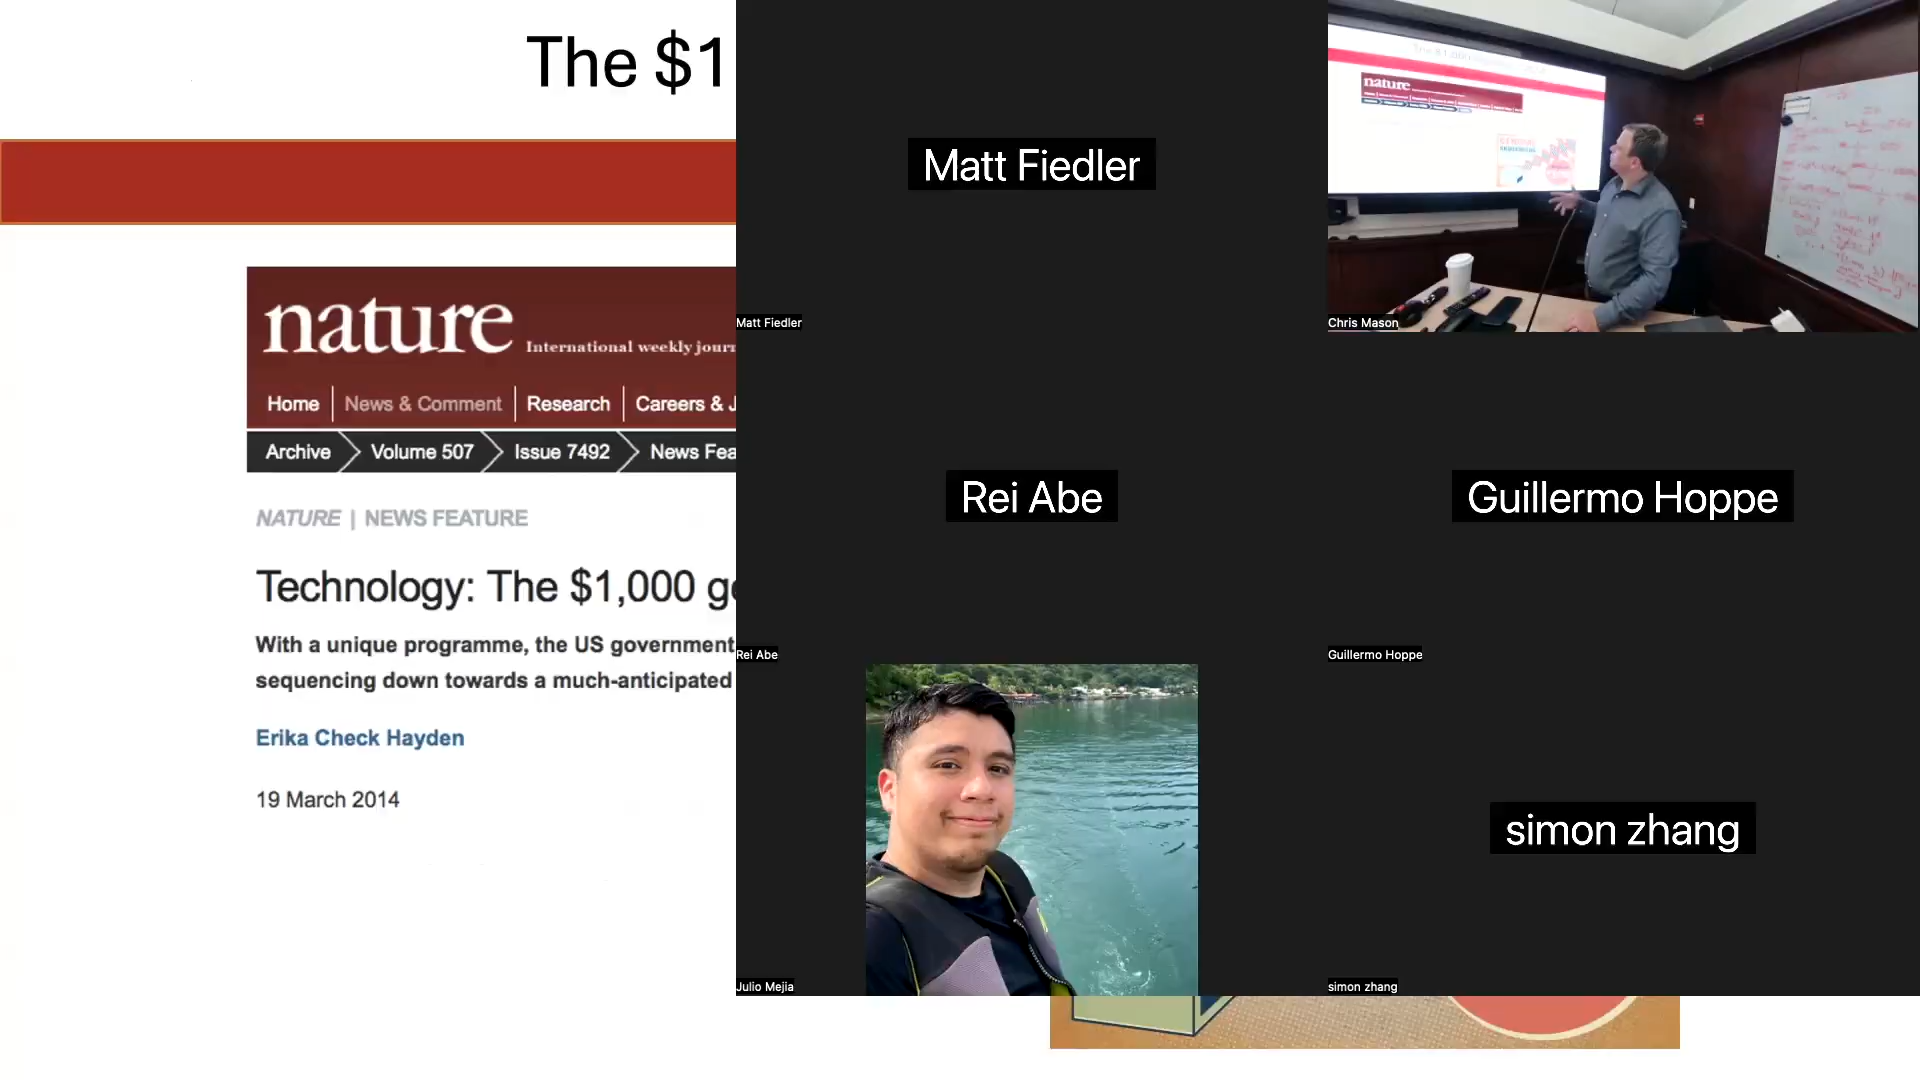 The $1
nature
International weekly jour
Home
News & Comment
Research
Careers & J
Archive
Volume 507
Issue 7492
News Fea
NATURE | NEWS FEATURE
Technology: The $1,000 ge
With a unique programme, the US government
sequencing down towards a much-anticipated
Erika Check Hayden
19 March 2014
Matt Fiedler
Matt Fiedler
nature
Chris Mason
Rei Abe
Rei Abe
Guillermo Hoppe
Guillermo Hoppe
Julio Mejia
simon zhang
simon zhang